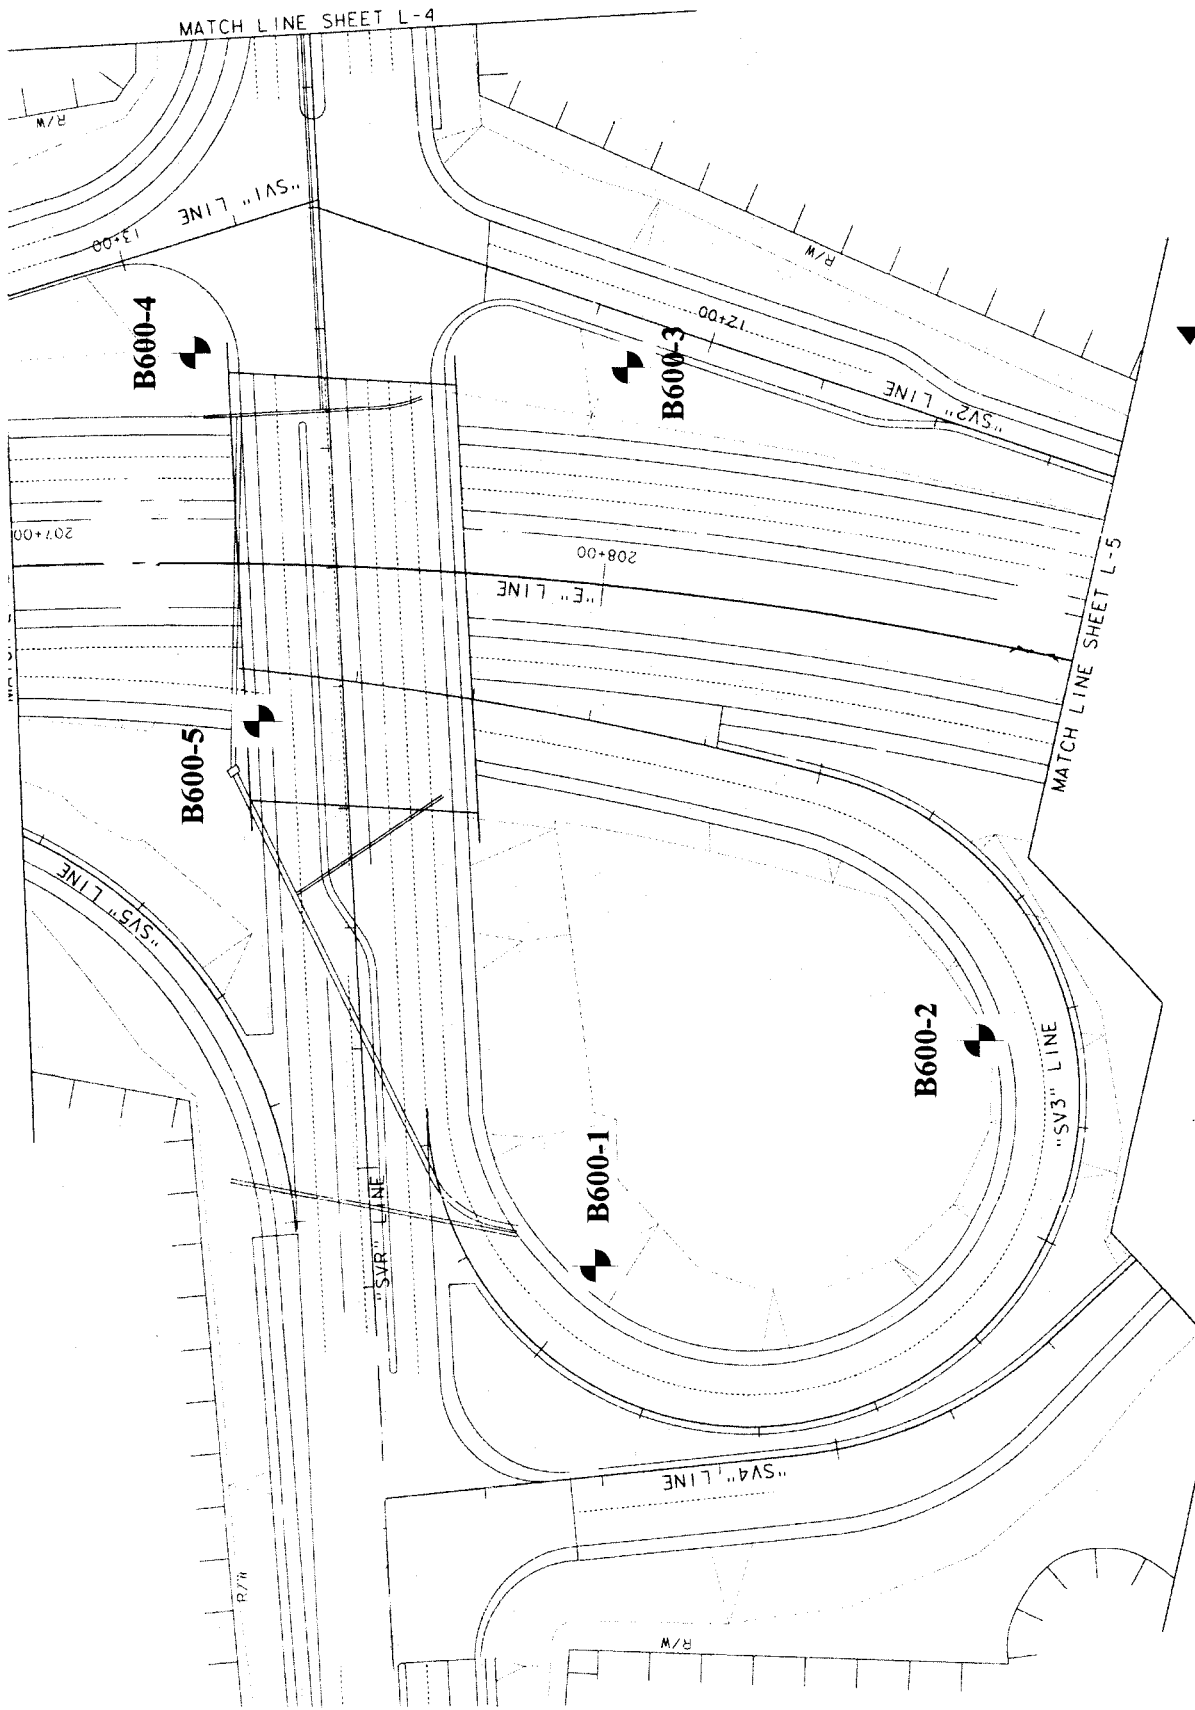 MATCH LINE SHEET L-4
R/W
"SV1" LINE
13+00
B600-4
R/W
12+00
B600-3
"SV2" LINE
207+00
208+00
"E" LINE
MATCH LINE SHEET L-5
B600-5
"SV5" LINE
B600-2
"SV3" LINE
B600-1
"SVR" LINE
"SV4" LINE
R/W
R/W